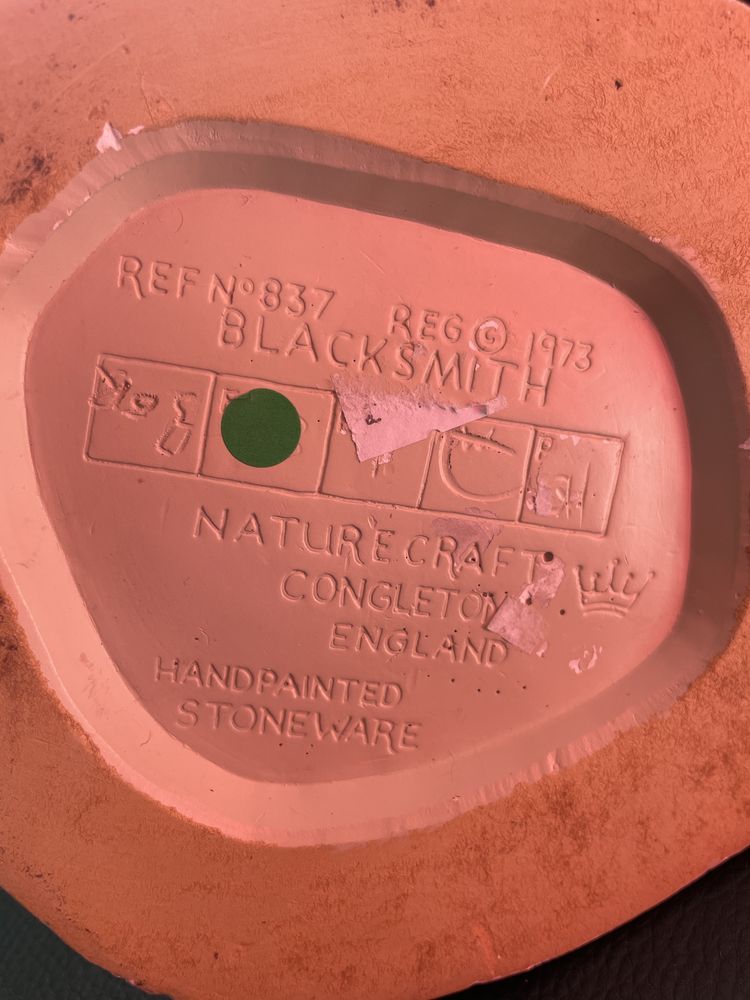 REF Nº 837 REG © 1973
BLACKSMITH
NATURECRAFT
CONGLETON
ENGLAND
HANDPAINTED
STONEWARE